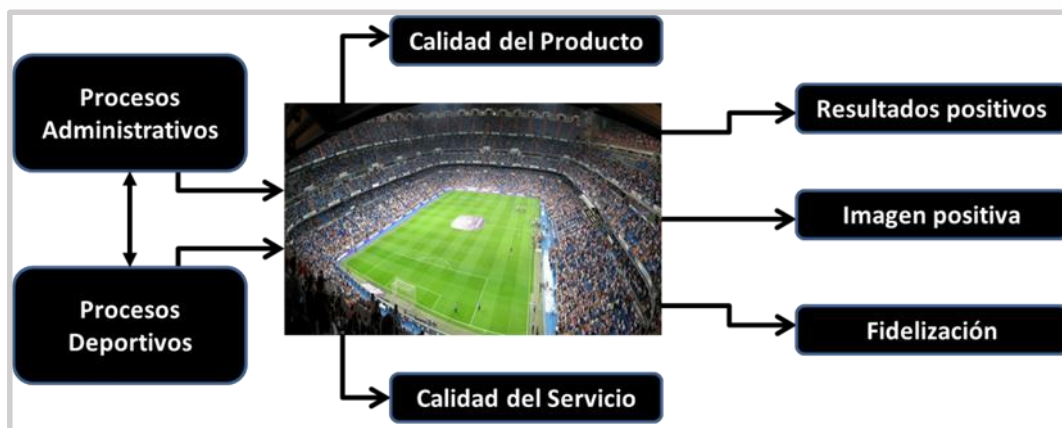 Calidad del Producto
Procesos
Administrativos
Resultados positivos
Imagen positiva
Procesos
Deportivos
Fidelización
Calidad del Servicio